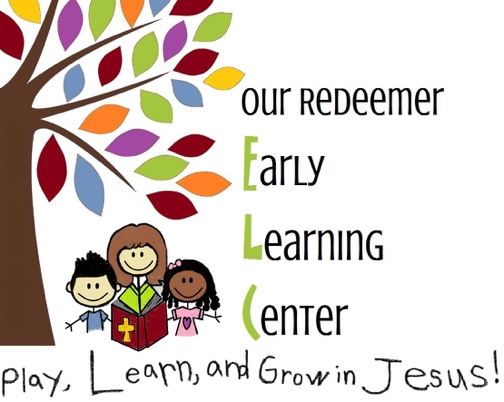 Our Redeemer
Early
Learning
Center
Play, Learn, and Grow in Jesus!